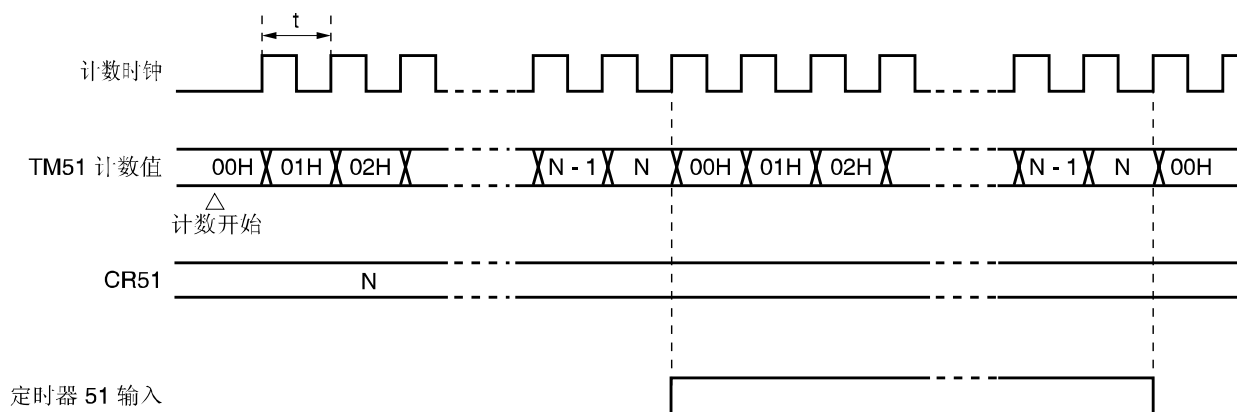 t
计数时钟
TM51 计数值 00H 01H 02H N - 1 N 00H 01H 02H N - 1 N 00H
计数开始
CR51 N
定时器 51 输入